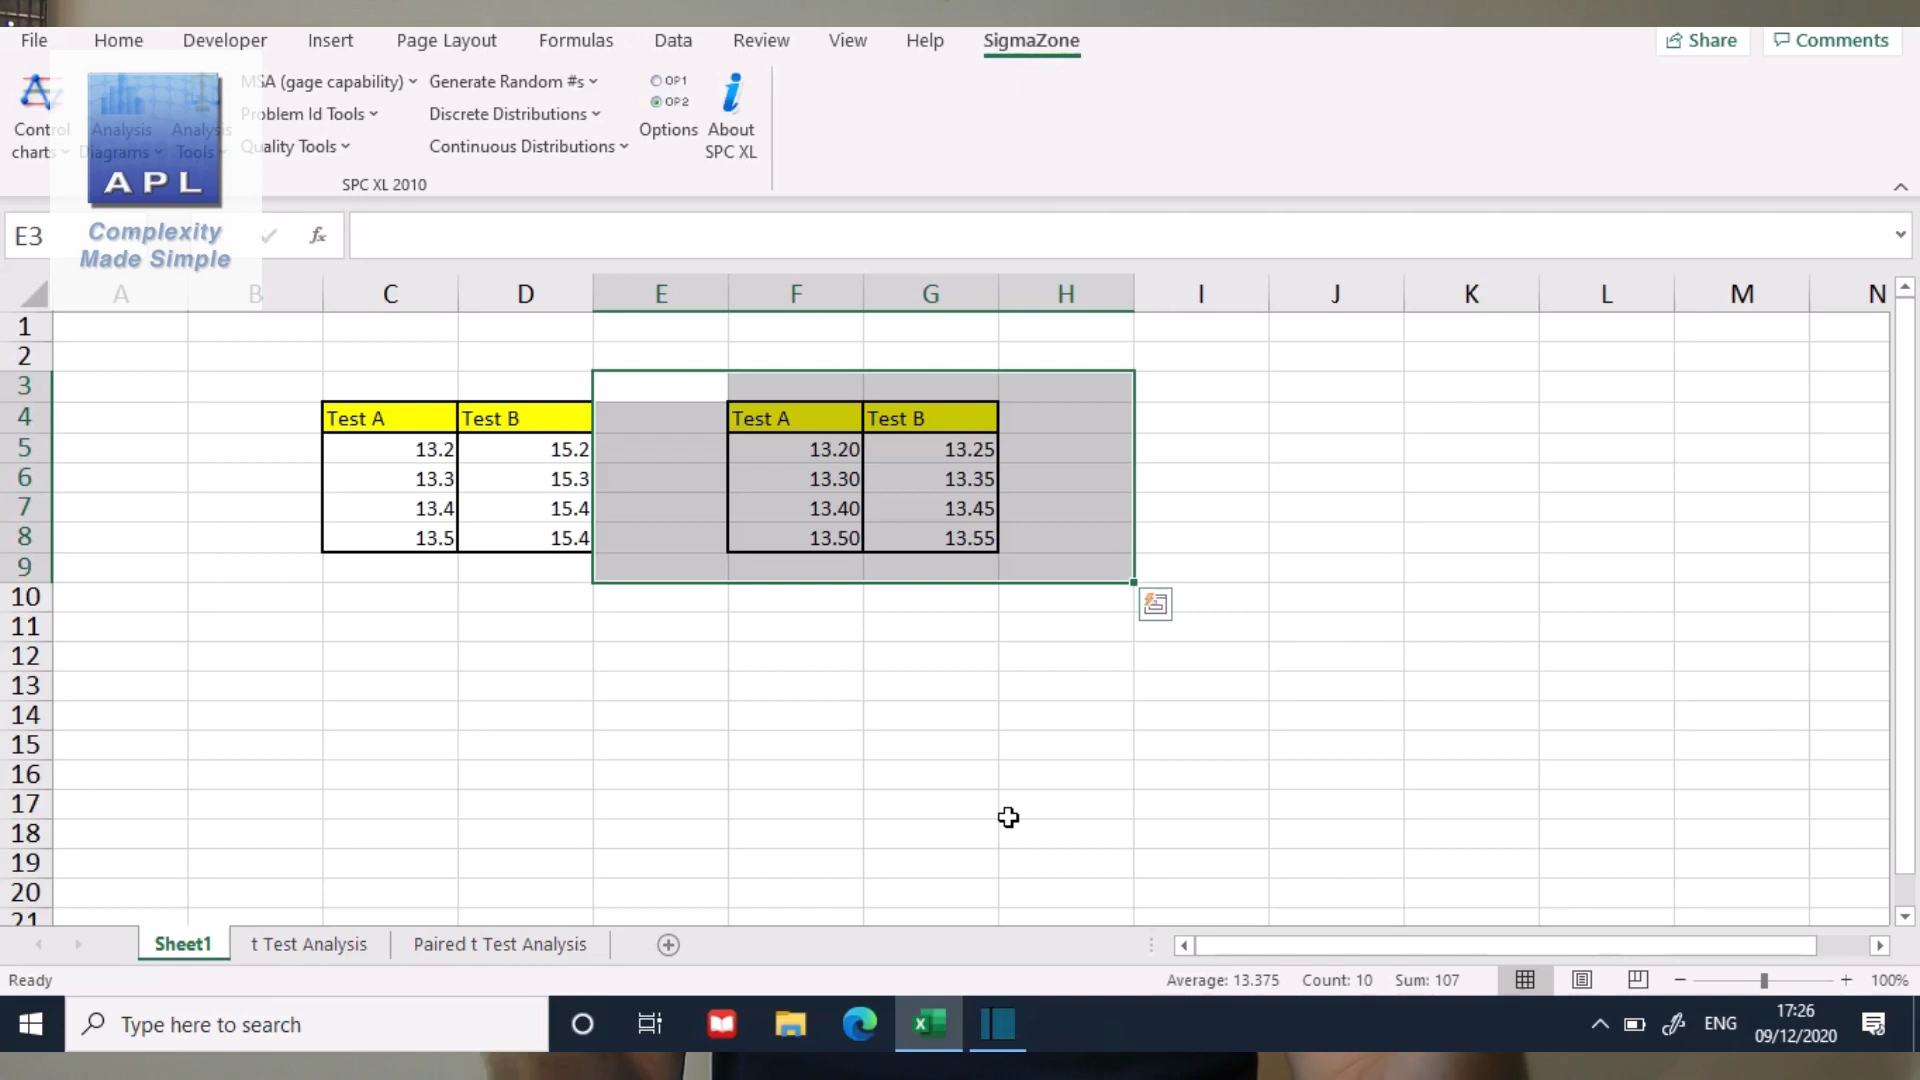 File Home Developer Insert Page Layout Formulas Data Review View Help SigmaZone Share Comments
Control charts
Analysis Diagrams
Analysis Tools
MSA (gage capability)
Problem Id Tools
Quality Tools
Generate Random #s
Discrete Distributions
Continuous Distributions
OP1
OP2
Options
About SPC XL
SPC XL 2010
APL
Complexity
Made Simple
E3 fx
A B C D E F G H I J K L M N
1
2
3
4 Test A Test B Test A Test B
5 13.2 15.2 13.20 13.25
6 13.3 15.3 13.30 13.35
7 13.4 15.4 13.40 13.45
8 13.5 15.4 13.50 13.55
9
10
11
12
13
14
15
16
17
18
19
20
21
Sheet1 t Test Analysis Paired t Test Analysis
Ready Average: 13.375 Count: 10 Sum: 107 100%
Type here to search ENG 17:26
09/12/2020